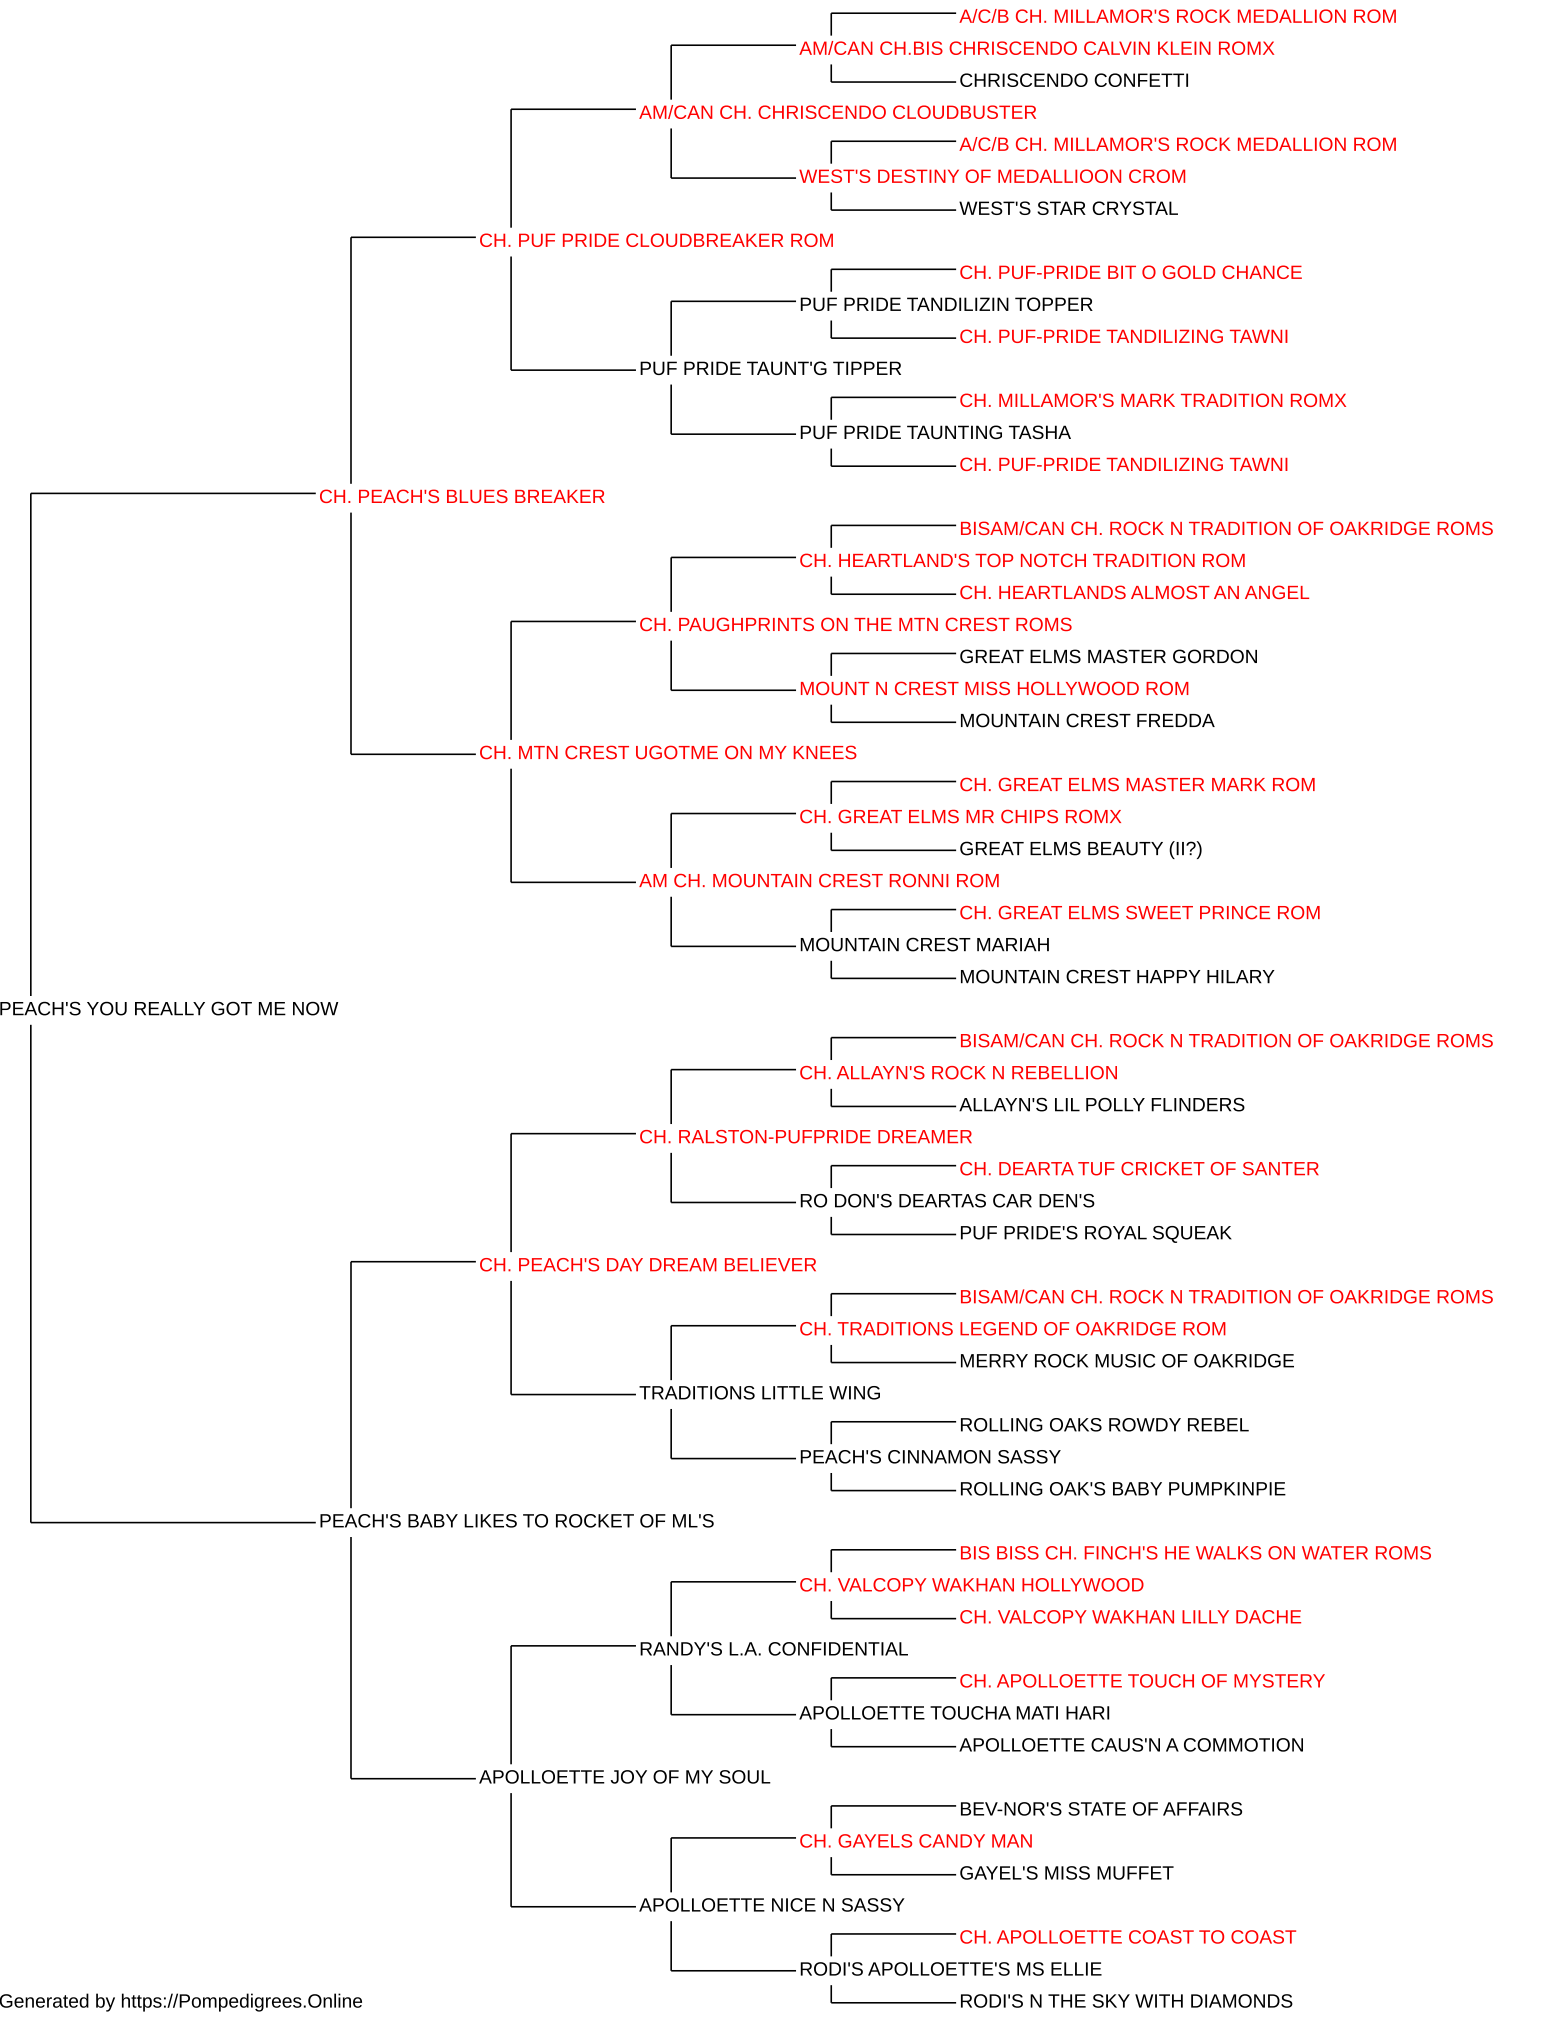 A/C/B CH. MILLAMOR'S ROCK MEDALLION ROM
AM/CAN CH.BIS CHRISCENDO CALVIN KLEIN ROMX
CHRISCENDO CONFETTI
AM/CAN CH. CHRISCENDO CLOUDBUSTER
A/C/B CH. MILLAMOR'S ROCK MEDALLION ROM
WEST'S DESTINY OF MEDALLIOON CROM
WEST'S STAR CRYSTAL
CH. PUF PRIDE CLOUDBREAKER ROM
CH. PUF-PRIDE BIT O GOLD CHANCE
PUF PRIDE TANDILIZIN TOPPER
CH. PUF-PRIDE TANDILIZING TAWNI
PUF PRIDE TAUNT'G TIPPER
CH. MILLAMOR'S MARK TRADITION ROMX
PUF PRIDE TAUNTING TASHA
CH. PUF-PRIDE TANDILIZING TAWNI
CH. PEACH'S BLUES BREAKER
BISAM/CAN CH. ROCK N TRADITION OF OAKRIDGE ROMS
CH. HEARTLAND'S TOP NOTCH TRADITION ROM
CH. HEARTLANDS ALMOST AN ANGEL
CH. PAUGHPRINTS ON THE MTN CREST ROMS
GREAT ELMS MASTER GORDON
MOUNT N CREST MISS HOLLYWOOD ROM
MOUNTAIN CREST FREDDA
CH. MTN CREST UGOTME ON MY KNEES
CH. GREAT ELMS MASTER MARK ROM
CH. GREAT ELMS MR CHIPS ROMX
GREAT ELMS BEAUTY (II?)
AM CH. MOUNTAIN CREST RONNI ROM
CH. GREAT ELMS SWEET PRINCE ROM
MOUNTAIN CREST MARIAH
MOUNTAIN CREST HAPPY HILARY
PEACH'S YOU REALLY GOT ME NOW
BISAM/CAN CH. ROCK N TRADITION OF OAKRIDGE ROMS
CH. ALLAYN'S ROCK N REBELLION
ALLAYN'S LIL POLLY FLINDERS
CH. RALSTON-PUFPRIDE DREAMER
CH. DEARTA TUF CRICKET OF SANTER
RO DON'S DEARTAS CAR DEN'S
PUF PRIDE'S ROYAL SQUEAK
CH. PEACH'S DAY DREAM BELIEVER
BISAM/CAN CH. ROCK N TRADITION OF OAKRIDGE ROMS
CH. TRADITIONS LEGEND OF OAKRIDGE ROM
MERRY ROCK MUSIC OF OAKRIDGE
TRADITIONS LITTLE WING
ROLLING OAKS ROWDY REBEL
PEACH'S CINNAMON SASSY
ROLLING OAK'S BABY PUMPKINPIE
PEACH'S BABY LIKES TO ROCKET OF ML'S
BIS BISS CH. FINCH'S HE WALKS ON WATER ROMS
CH. VALCOPY WAKHAN HOLLYWOOD
CH. VALCOPY WAKHAN LILLY DACHE
RANDY'S L.A. CONFIDENTIAL
CH. APOLLOETTE TOUCH OF MYSTERY
APOLLOETTE TOUCHA MATI HARI
APOLLOETTE CAUS'N A COMMOTION
APOLLOETTE JOY OF MY SOUL
BEV-NOR'S STATE OF AFFAIRS
CH. GAYELS CANDY MAN
GAYEL'S MISS MUFFET
APOLLOETTE NICE N SASSY
CH. APOLLOETTE COAST TO COAST
RODI'S APOLLOETTE'S MS ELLIE
RODI'S N THE SKY WITH DIAMONDS
Generated by https://Pompedigrees.Online